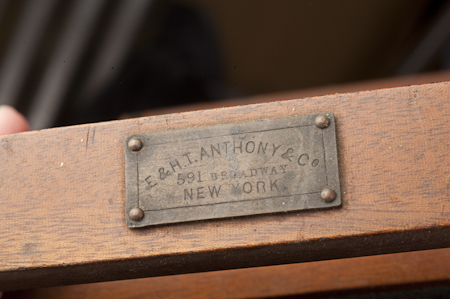 E. & H.T. ANTHONY & Co
591 BROADWAY
NEW YORK.